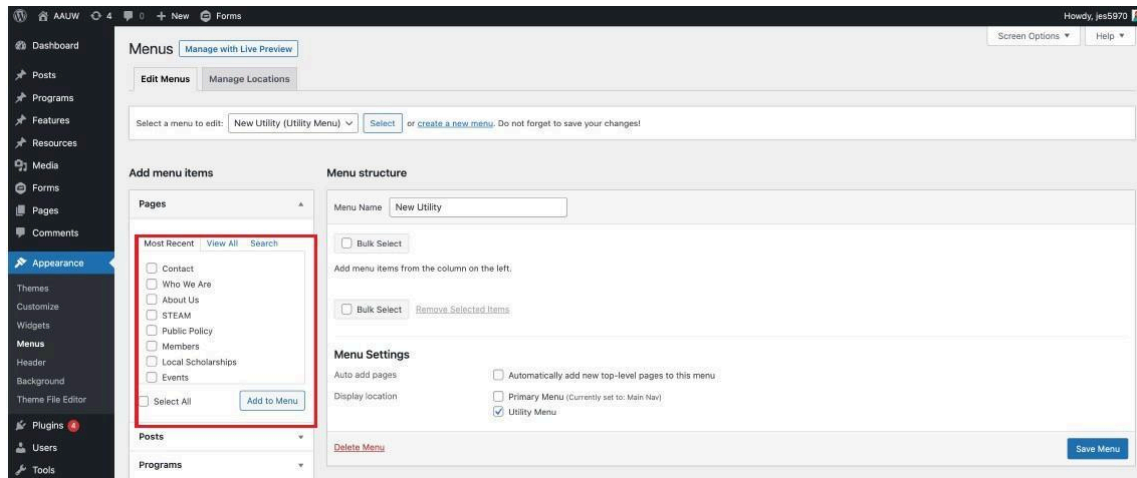 AAUW 4 0 + New Forms Howdy, jes5970
Screen Options Help
Dashboard
Posts
Programs
Features
Resources
Media
Forms
Pages
Comments
Appearance
Themes
Customize
Widgets
Menus
Header
Background
Theme File Editor
Plugins 4
Users
Tools
Menus Manage with Live Preview
Edit Menus Manage Locations
Select a menu to edit: New Utility (Utility Menu) Select or create a new menu. Do not forget to save your changes!
Add menu items
Pages
Most Recent View All Search
Contact
Who We Are
About Us
STEAM
Public Policy
Members
Local Scholarships
Events
Select All Add to Menu
Posts
Programs
Menu structure
Menu Name New Utility
Bulk Select
Add menu items from the column on the left.
Bulk Select Remove Selected Items
Menu Settings
Auto add pages Automatically add new top-level pages to this menu
Display location Primary Menu (Currently set to: Main Nav)
Utility Menu
Delete Menu Save Menu